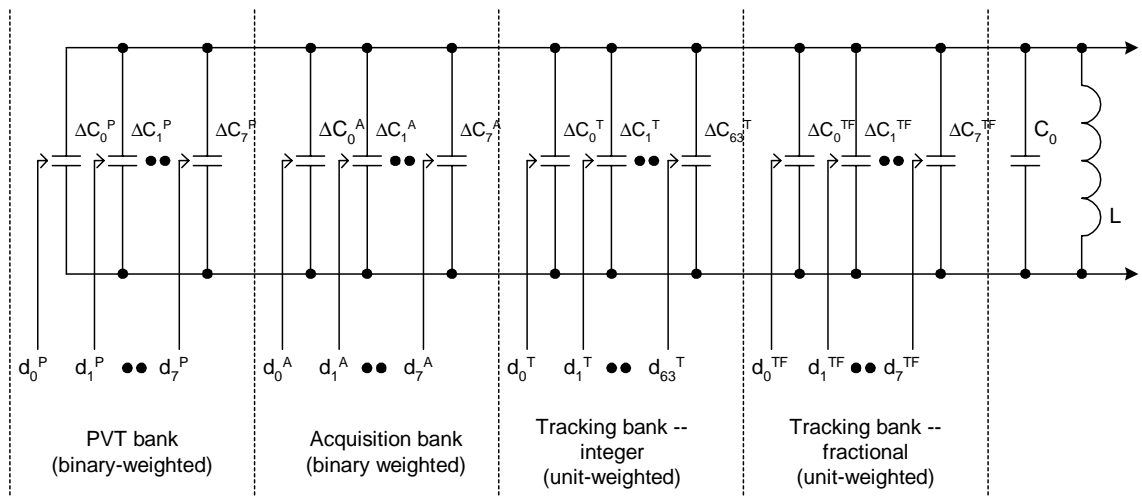 ΔC₀ᴾ ΔC₁ᴾ ΔC₇ᴾ ΔC₀ᴬ ΔC₁ᴬ ΔC₇ᴬ ΔC₀ᵀ ΔC₁ᵀ ΔC₆₃ᵀ ΔC₀ᵀᶠ ΔC₁ᵀᶠ ΔC₇ᵀᶠ C₀
L
d₀ᴾ d₁ᴾ d₇ᴾ d₀ᴬ d₁ᴬ d₇ᴬ d₀ᵀ d₁ᵀ d₆₃ᵀ d₀ᵀᶠ d₁ᵀᶠ d₇ᵀᶠ
PVT bank
(binary-weighted)
Acquisition bank
(binary weighted)
Tracking bank --
integer
(unit-weighted)
Tracking bank --
fractional
(unit-weighted)